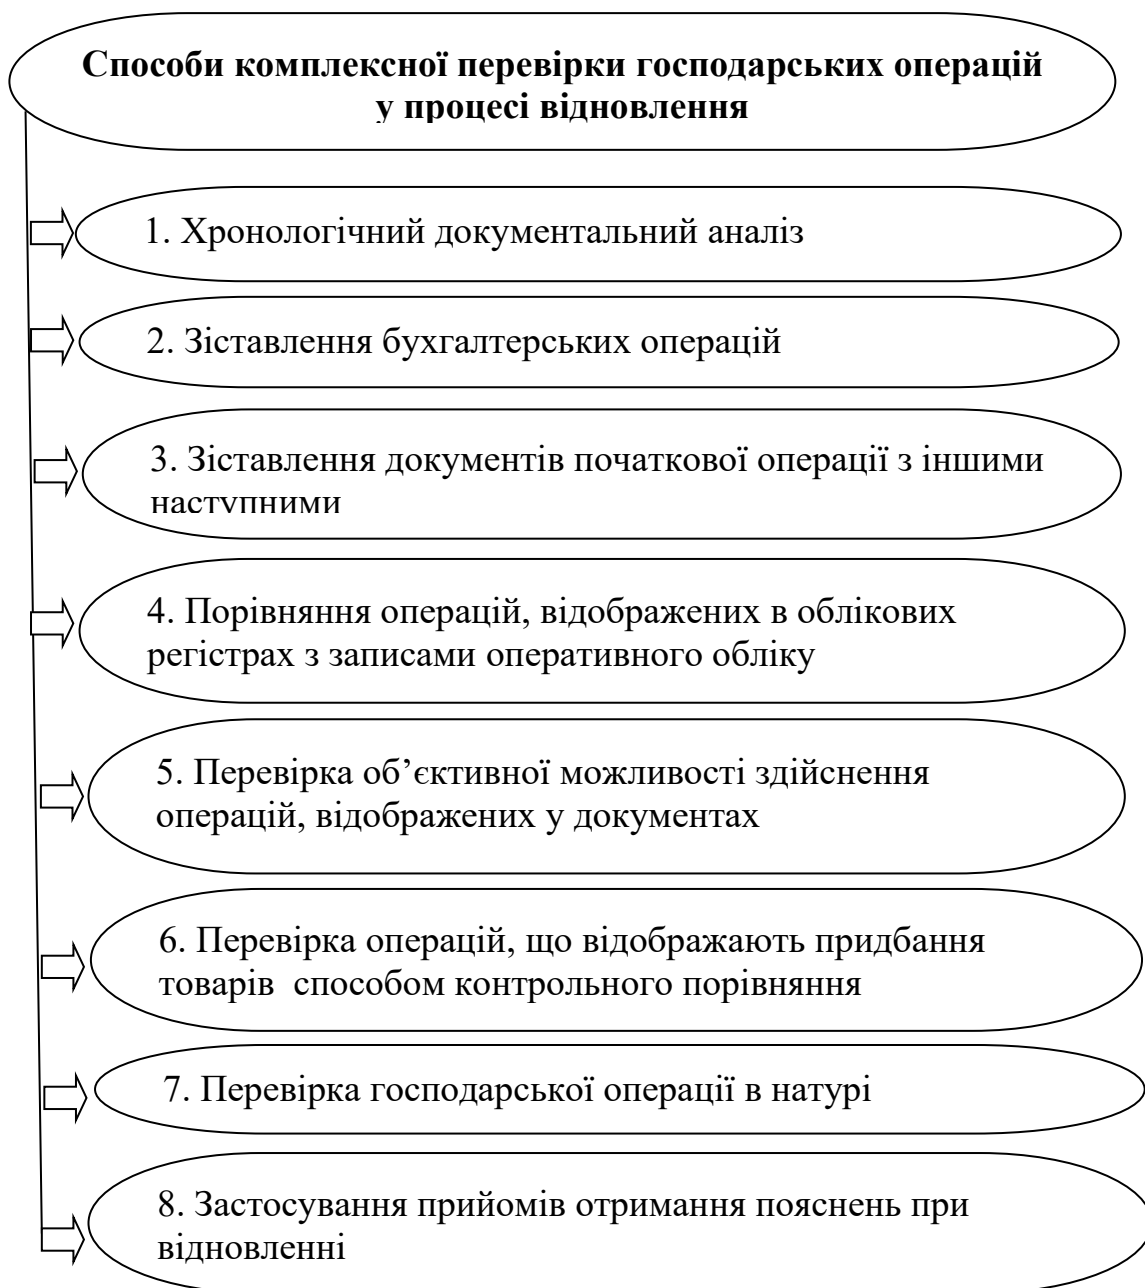 Способи комплексної перевірки господарських операцій
у процесі відновлення
1. Хронологічний документальний аналіз
2. Зіставлення бухгалтерських операцій
3. Зіставлення документів початкової операції з іншими
наступними
4. Порівняння операцій, відображених в облікових
регістрах з записами оперативного обліку
5. Перевірка об’єктивної можливості здійснення
операцій, відображених у документах
6. Перевірка операцій, що відображають придбання
товарів  способом контрольного порівняння
7. Перевірка господарської операції в натурі
8. Застосування прийомів отримання пояснень при
відновленні